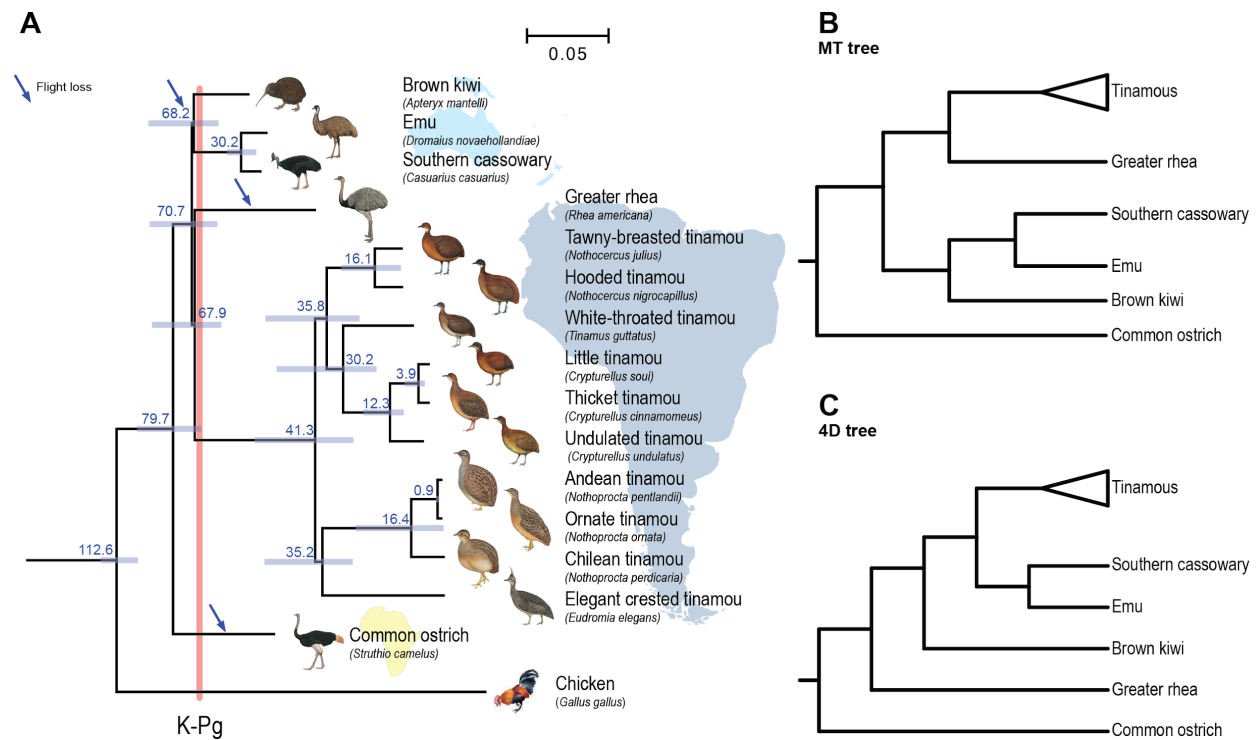 A
0.05
Flight loss
68.2
30.2
70.7
67.9
16.1
35.8
30.2
3.9
12.3
79.7
41.3
0.9
16.4
35.2
112.6
K-Pg
Brown kiwi
(Apteryx mantelli)
Emu
(Dromaius novaehollandiae)
Southern cassowary
(Casuarius casuarius)
Greater rhea
(Rhea americana)
Tawny-breasted tinamou
(Nothocercus julius)
Hooded tinamou
(Nothocercus nigrocapillus)
White-throated tinamou
(Tinamus guttatus)
Little tinamou
(Crypturellus soui)
Thicket tinamou
(Crypturellus cinnamomeus)
Undulated tinamou
(Crypturellus undulatus)
Andean tinamou
(Nothoprocta pentlandii)
Ornate tinamou
(Nothoprocta ornata)
Chilean tinamou
(Nothoprocta perdicaria)
Elegant crested tinamou
(Eudromia elegans)
Common ostrich
(Struthio camelus)
Chicken
(Gallus gallus)
B
MT tree
Tinamous
Greater rhea
Southern cassowary
Emu
Brown kiwi
Common ostrich
C
4D tree
Tinamous
Southern cassowary
Emu
Brown kiwi
Greater rhea
Common ostrich